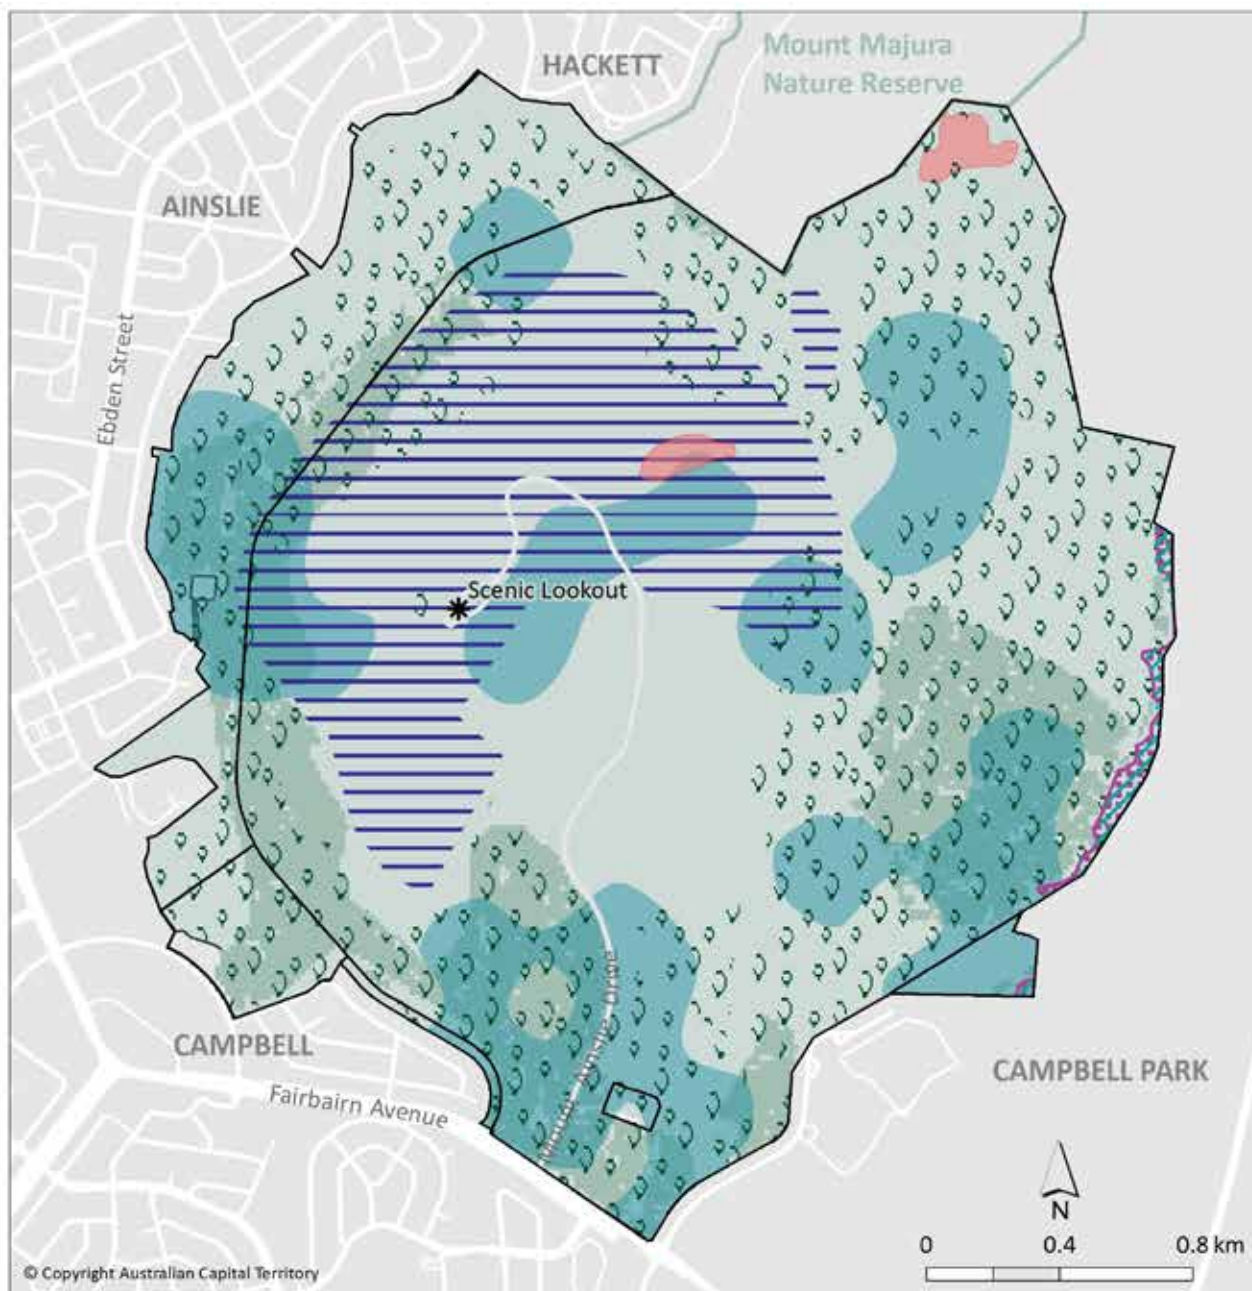 HACKETT
Mount Majura
Nature Reserve
AINSLIE
Ebden Street
Scenic Lookout
Mount Ainslie Drive
CAMPBELL
Fairbairn Avenue
CAMPBELL PARK
N
0 0.4 0.8 km
© Copyright Australian Capital Territory